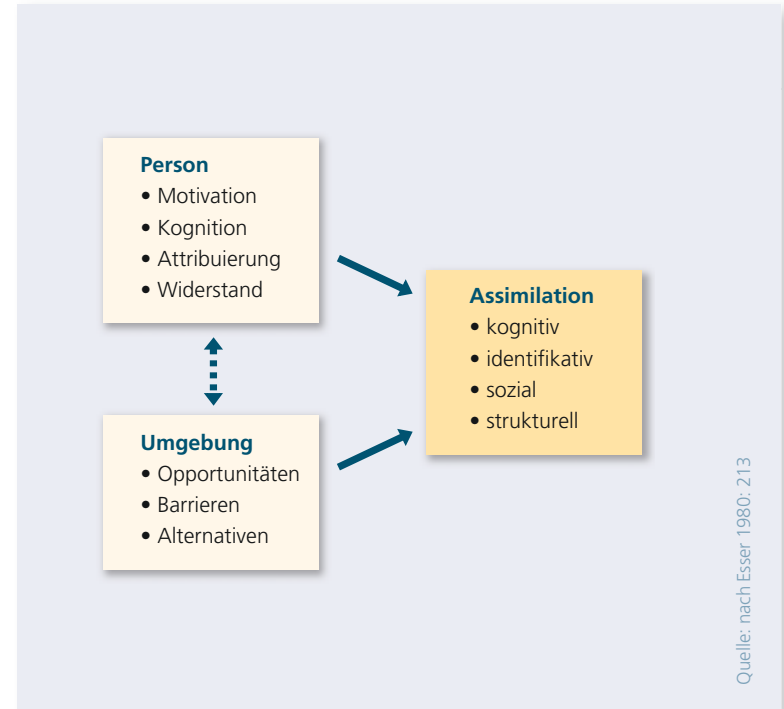 Person
• Motivation
• Kognition
• Attribuierung
• Widerstand
Umgebung
• Opportunitäten
• Barrieren
• Alternativen
Assimilation
• kognitiv
• identifikativ
• sozial
• strukturell
Quelle: nach Esser 1980: 213